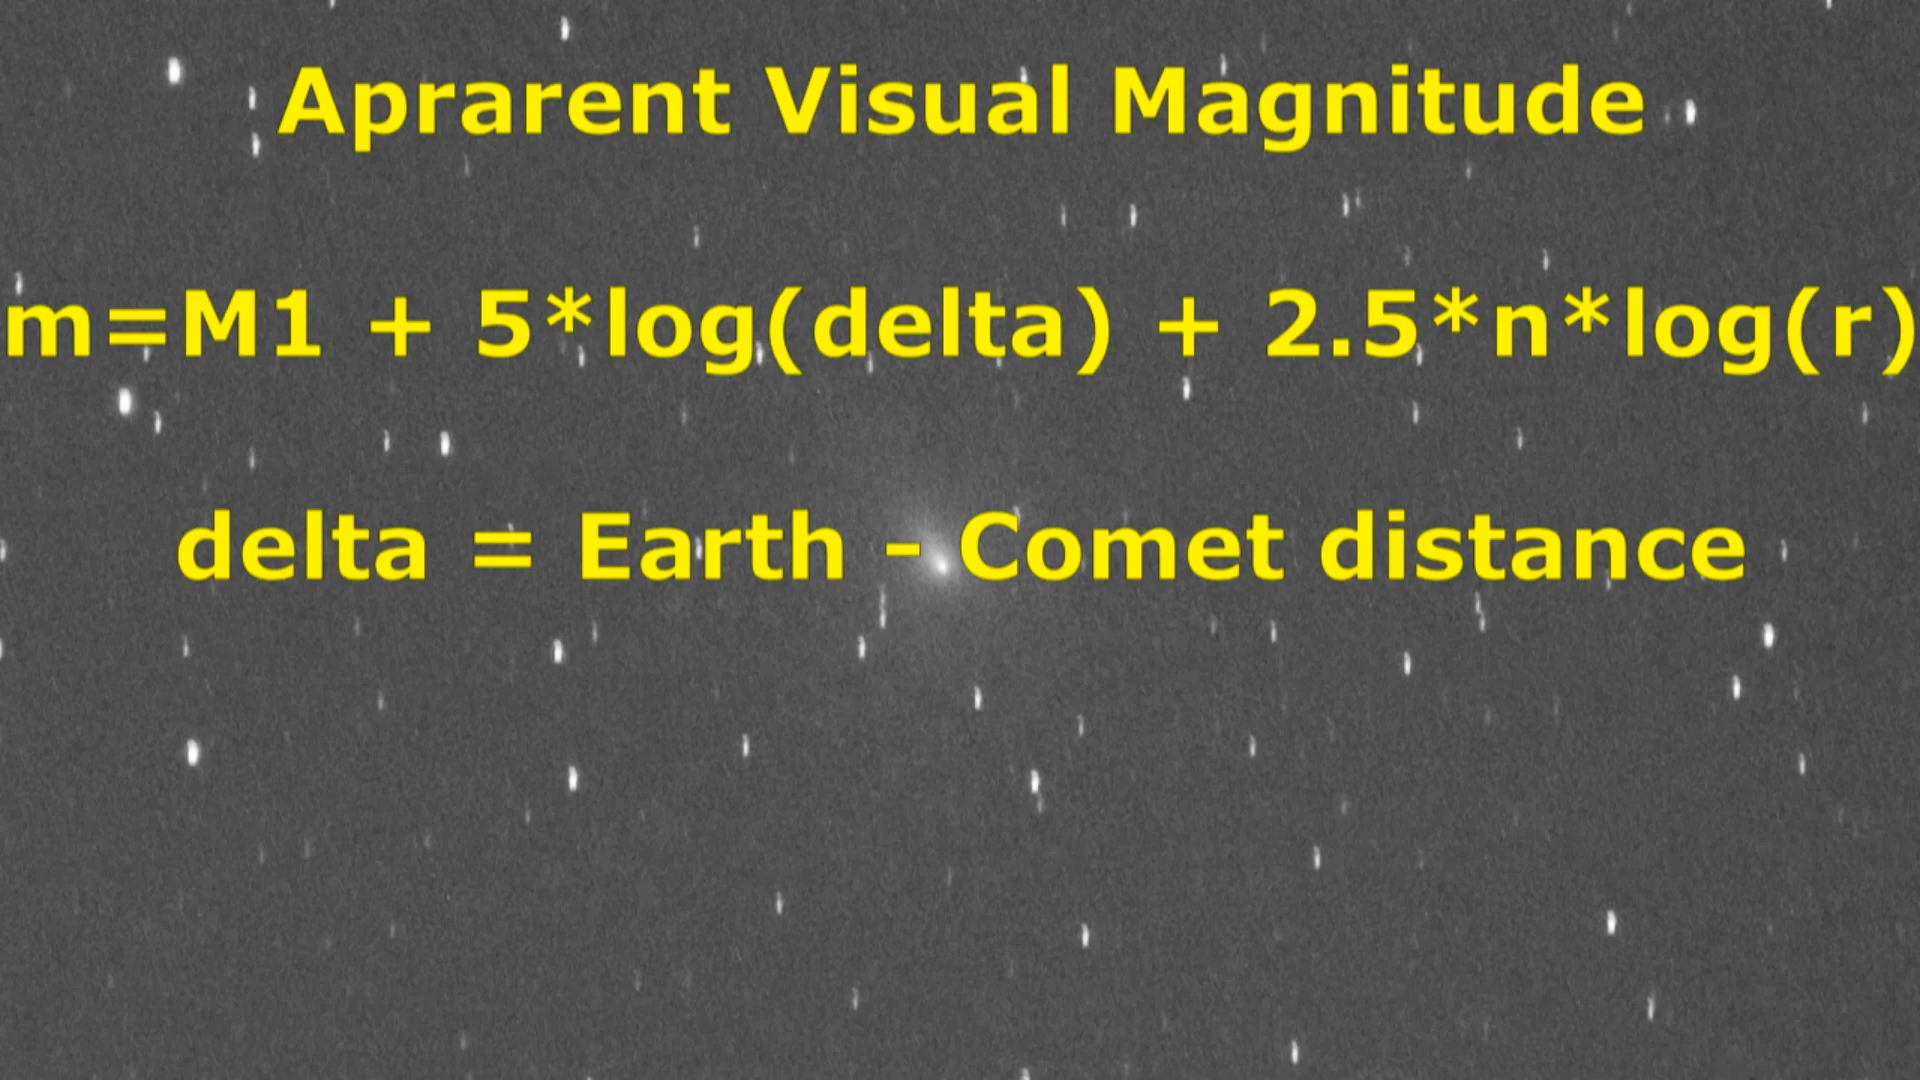 Aprarent Visual Magnitude
m=M1 + 5*log(delta) + 2.5*n*log(r)
delta = Earth - Comet distance